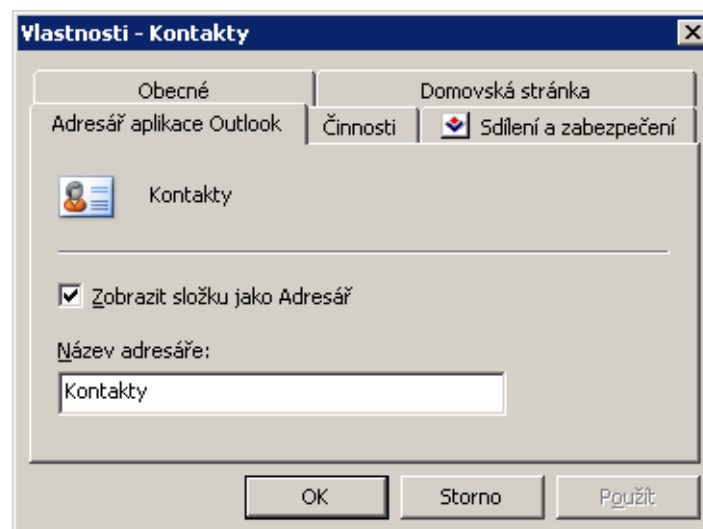 Vlastnosti - Kontakty
Obecné
Domovská stránka
Adresář aplikace Outlook
Činnosti
Sdílení a zabezpečení
Kontakty
Zobrazit složku jako Adresář
Název adresáře:
Kontakty
OK
Storno
Použít